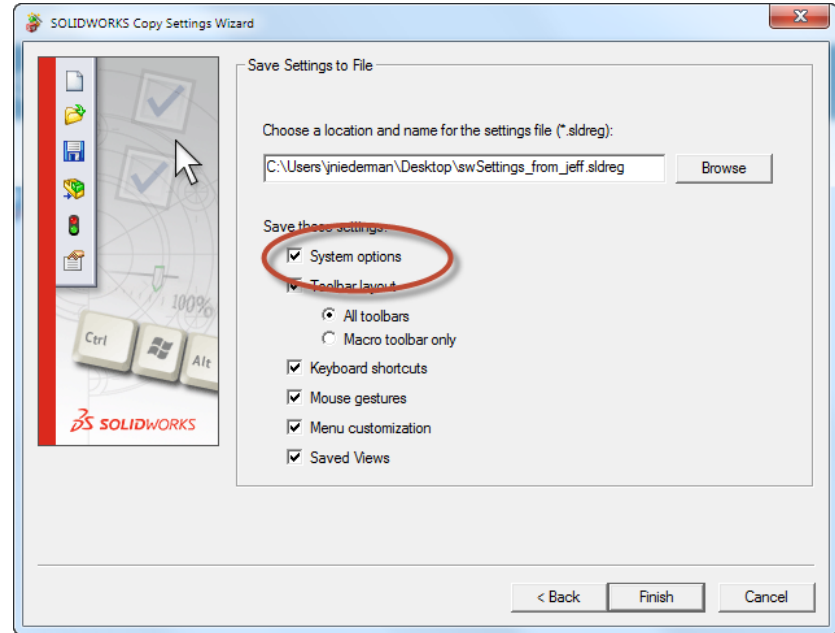 SOLIDWORKS Copy Settings Wizard
Save Settings to File
Choose a location and name for the settings file (*.sldreg):
C:\Users\jniederman\Desktop\swSettings_from_jeff.sldreg
Browse
Save these settings:
System options
Toolbar layout
All toolbars
Macro toolbar only
Keyboard shortcuts
Mouse gestures
Menu customization
Saved Views
100%
Ctrl
Alt
SOLIDWORKS
< Back
Finish
Cancel